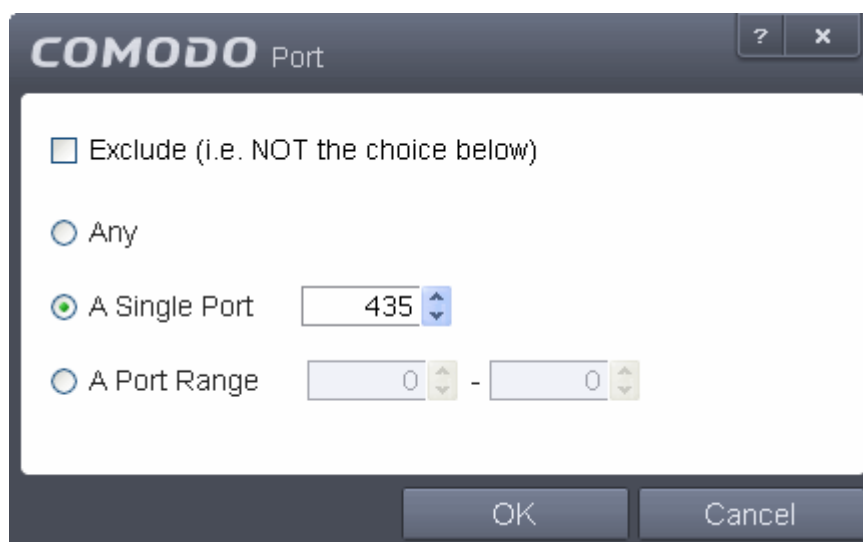 COMODO Port ? x
Exclude (i.e. NOT the choice below)
Any
A Single Port 435
A Port Range 0 - 0
OK Cancel